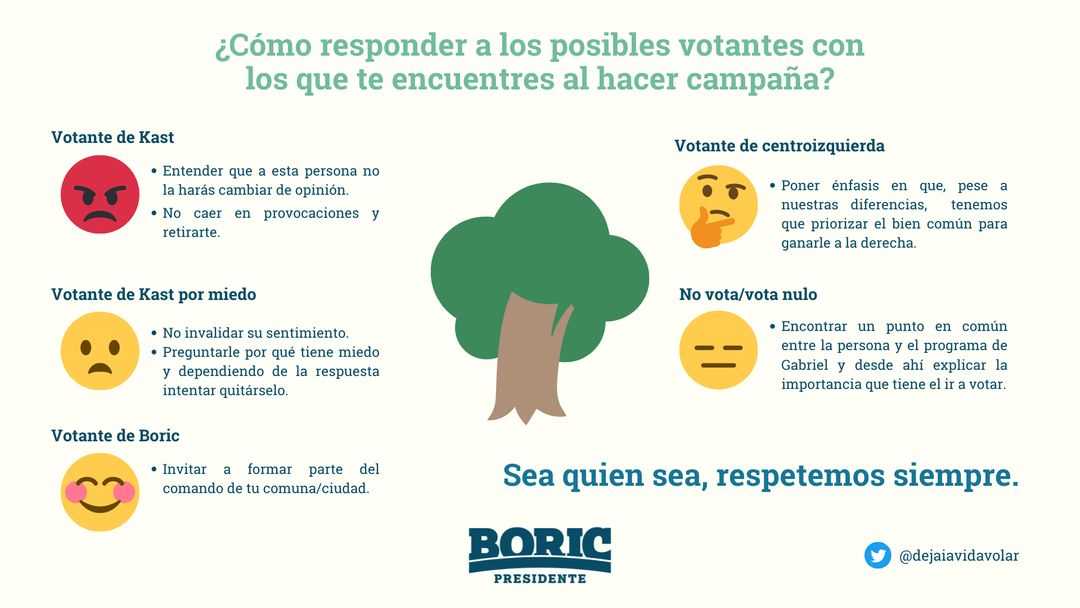 ¿Cómo responder a los posibles votantes con
los que te encuentres al hacer campaña?
Votante de Kast
• Entender que a esta persona no
la harás cambiar de opinión.
• No caer en provocaciones y
retirarte.
Votante de Kast por miedo
• No invalidar su sentimiento.
• Preguntarle por qué tiene miedo
y dependiendo de la respuesta
intentar quitárselo.
Votante de Boric
• Invitar a formar parte del
comando de tu comuna/ciudad.
Votante de centroizquierda
• Poner énfasis en que, pese a
nuestras diferencias, tenemos
que priorizar el bien común para
ganarle a la derecha.
No vota/vota nulo
• Encontrar un punto en común
entre la persona y el programa de
Gabriel y desde ahí explicar la
importancia que tiene el ir a votar.
Sea quien sea, respetemos siempre.
BORIC
PRESIDENTE
@dejaiavidavolar